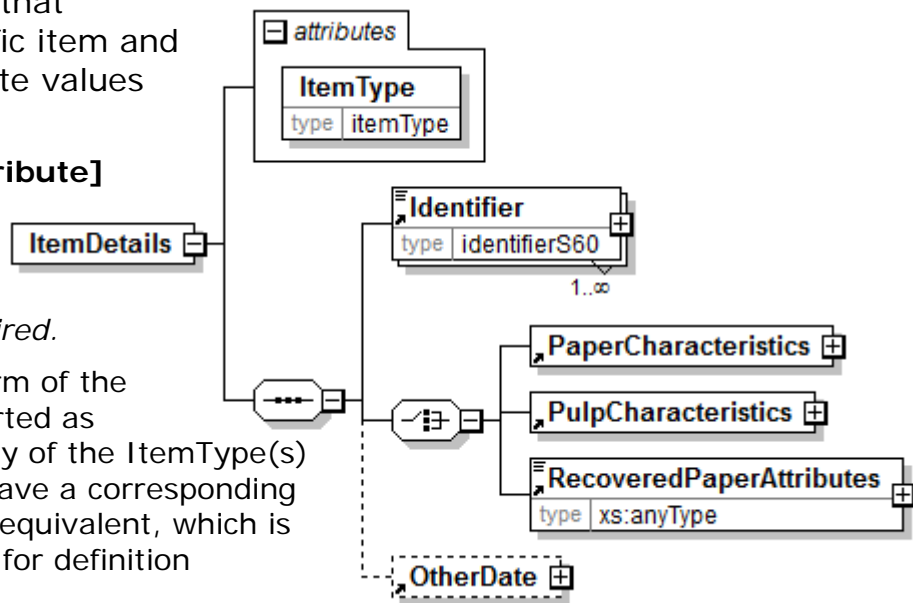 that
fic item and
te values
ribute]
ired.
rm of the
rted as
y of the ItemType(s)
ave a corresponding
equivalent, which is
for definition
attributes
ItemType
type itemType
ItemDetails
Identifier
type identifierS60
1..∞
PaperCharacteristics
PulpCharacteristics
RecoveredPaperAttributes
type xs:anyType
OtherDate